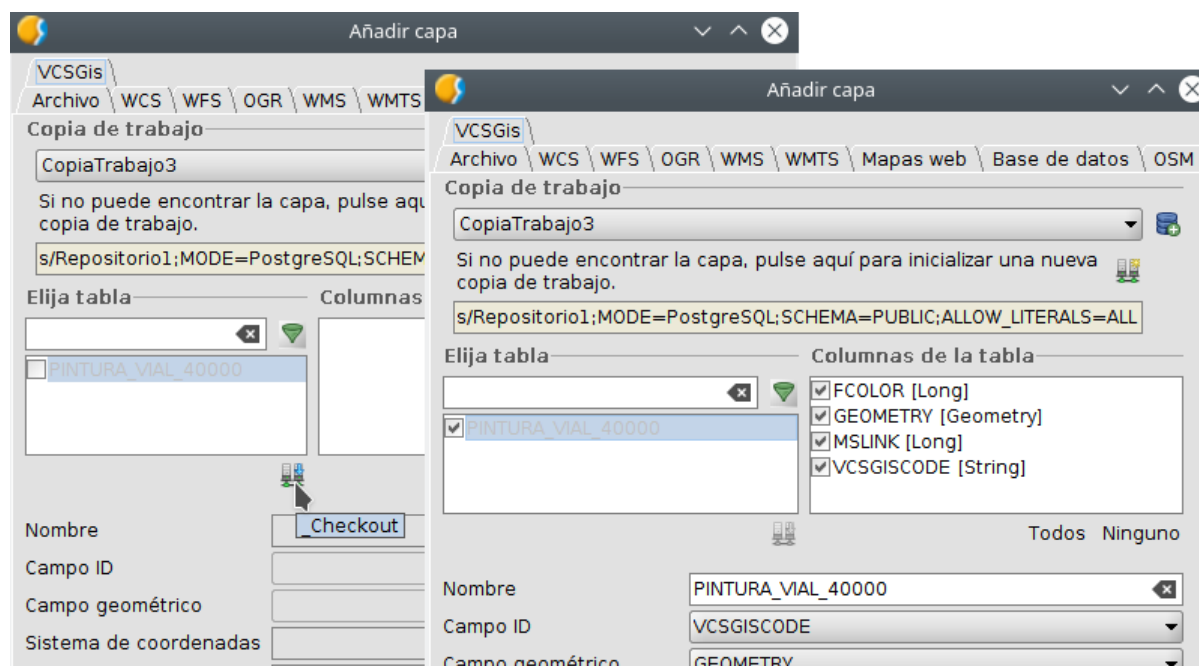 Añadir capa
VCSGis
Archivo WCS WFS OGR WMS WMTS
Copia de trabajo
CopiaTrabajo3
Si no puede encontrar la capa, pulse aqu
copia de trabajo.
s/Repositorio1;MODE=PostgreSQL;SCHEM
Elija tabla Columnas
PINTURA_VIAL_40000
_Checkout
Nombre
Campo ID
Campo geométrico
Sistema de coordenadas
Añadir capa
VCSGis
Archivo WCS WFS OGR WMS WMTS Mapas web Base de datos OSM
Copia de trabajo
CopiaTrabajo3
Si no puede encontrar la capa, pulse aquí para inicializar una nueva
copia de trabajo.
s/Repositorio1;MODE=PostgreSQL;SCHEMA=PUBLIC;ALLOW_LITERALS=ALL
Elija tabla Columnas de la tabla
PINTURA_VIAL_40000
FCOLOR [Long]
GEOMETRY [Geometry]
MSLINK [Long]
VCSGISCODE [String]
Todos Ninguno
Nombre PINTURA_VIAL_40000
Campo ID VCSGISCODE
Campo geométrico GEOMETRY